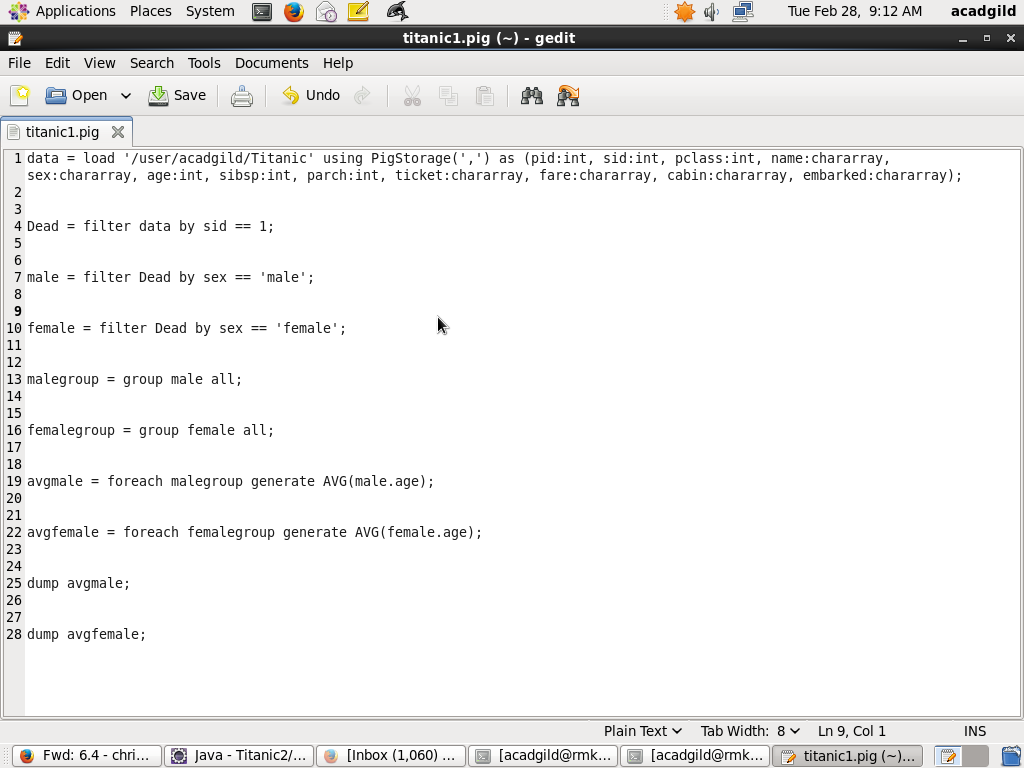 Applications Places System Tue Feb 28, 9:12 AM acadgild
titanic1.pig (~) - gedit
File Edit View Search Tools Documents Help
Open Save Undo
titanic1.pig
1 data = load '/user/acadgild/Titanic' using PigStorage(',') as (pid:int, sid:int, pclass:int, name:chararray,
sex:chararray, age:int, sibsp:int, parch:int, ticket:chararray, fare:chararray, cabin:chararray, embarked:chararray);
2
3
4 Dead = filter data by sid == 1;
5
6
7 male = filter Dead by sex == 'male';
8
9
10 female = filter Dead by sex == 'female';
11
12
13 malegroup = group male all;
14
15
16 femalegroup = group female all;
17
18
19 avgmale = foreach malegroup generate AVG(male.age);
20
21
22 avgfemale = foreach femalegroup generate AVG(female.age);
23
24
25 dump avgmale;
26
27
28 dump avgfemale;
Plain Text Tab Width: 8 Ln 9, Col 1 INS
Fwd: 6.4 - chri... Java - Titanic2/... [Inbox (1,060) ... [acadgild@rmk... [acadgild@rmk... titanic1.pig (~)...